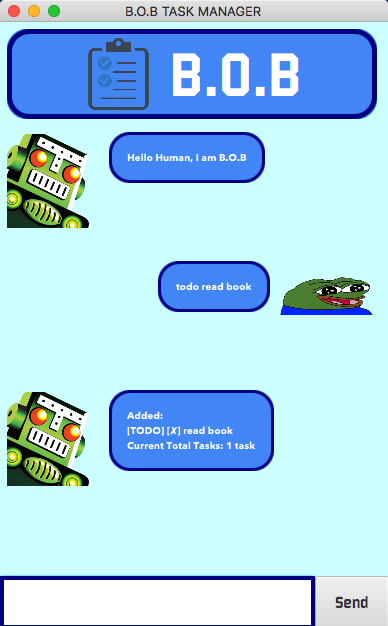 B.O.B TASK MANAGER
B.O.B
Hello Human, I am B.O.B
todo read book
Added:
[TODO] [✗] read book
Current Total Tasks: 1 task
Send